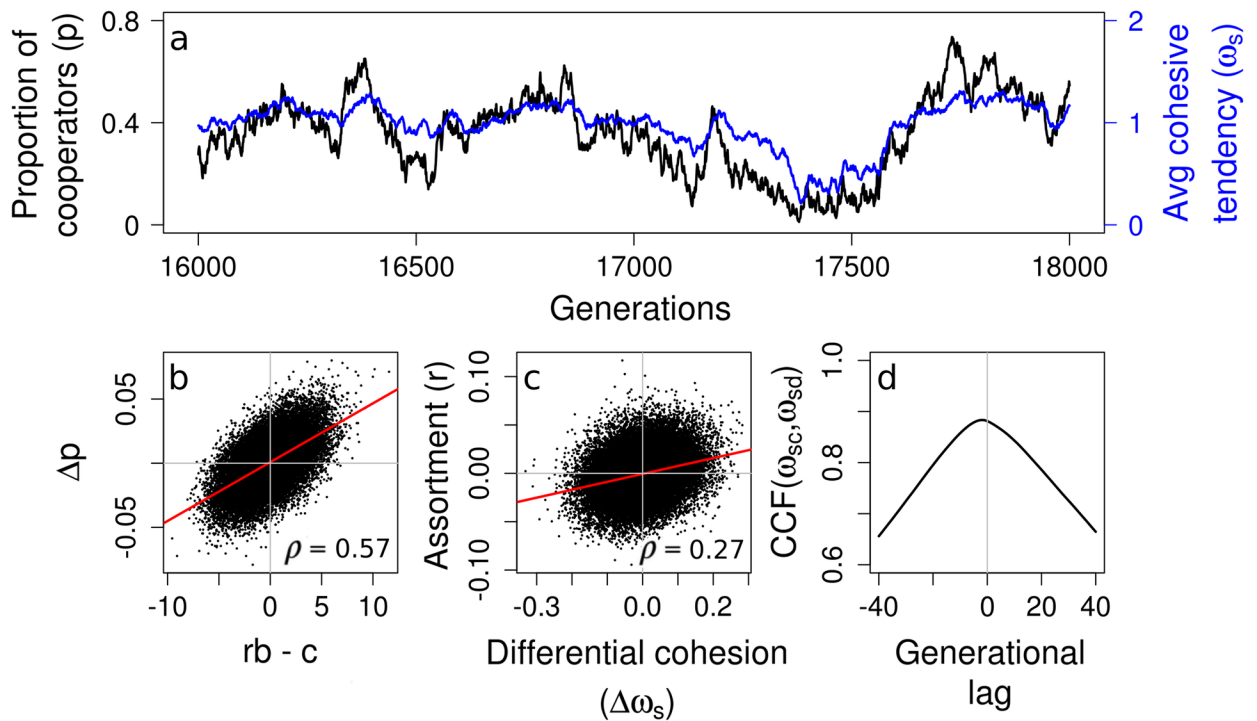 a
Proportion of
cooperators (p)
0.8
0.4
0
2
1
0
Avg cohesive
tendency (ωs)
16000 16500 17000 17500 18000
Generations
b
Δp
0.05
-0.05
ρ = 0.57
-10 0 5 10
rb - c
c
Assortment (r)
0.10
0.00
-0.10
ρ = 0.27
-0.3 0.0 0.2
Differential cohesion
(Δωs)
d
CCF(ωsc,ωsd)
1.0
0.8
0.6
-40 0 20 40
Generational
lag